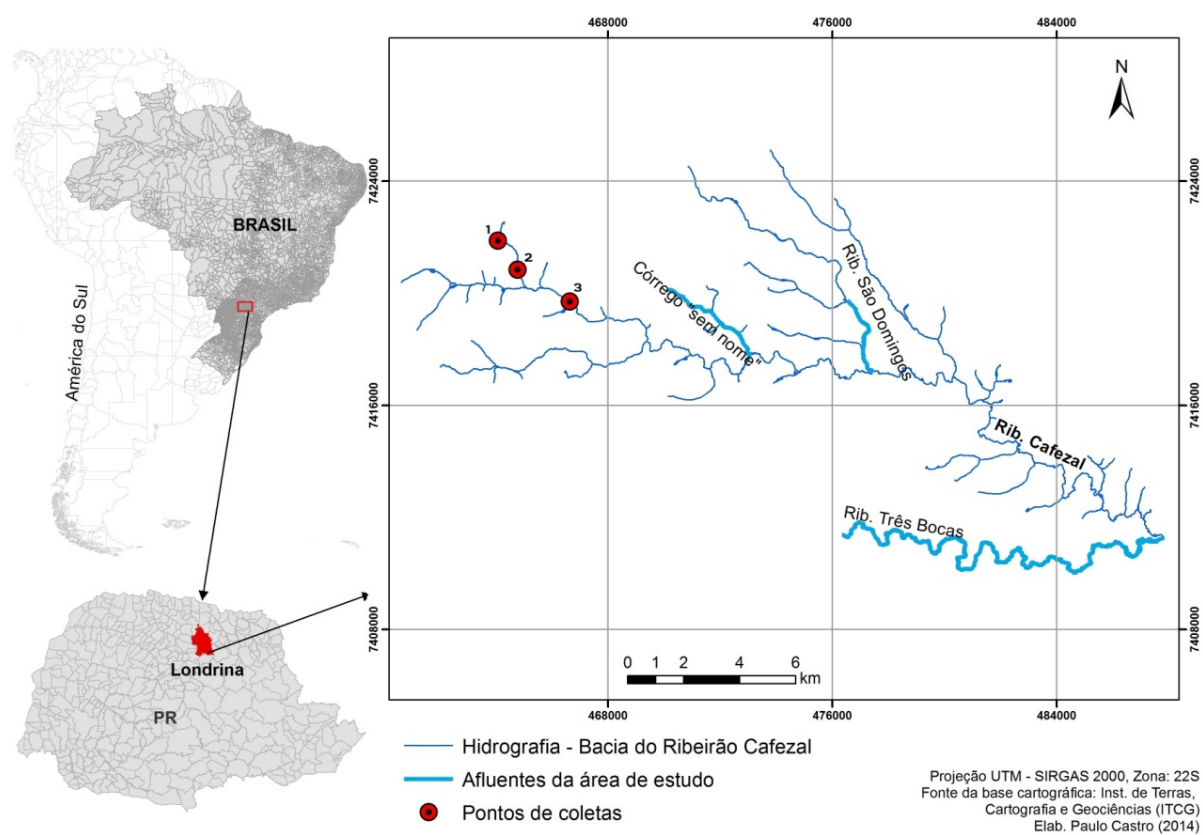 BRASIL
América do Sul
Londrina
PR
468000
476000
484000
N
7424000
7424000
1
2
3
Córrego "sem nome"
Rib. São Domingos
7416000
7416000
Rib. Cafezal
Rib. Três Bocas
7408000
7408000
0 1 2 4 6
km
468000
476000
484000
Hidrografia - Bacia do Ribeirão Cafezal
Afluentes da área de estudo
Pontos de coletas
Projeção UTM - SIRGAS 2000, Zona: 22S
Fonte da base cartográfica: Inst. de Terras,
Cartografia e Geociências (ITCG)
Elab. Paulo Castro (2014)